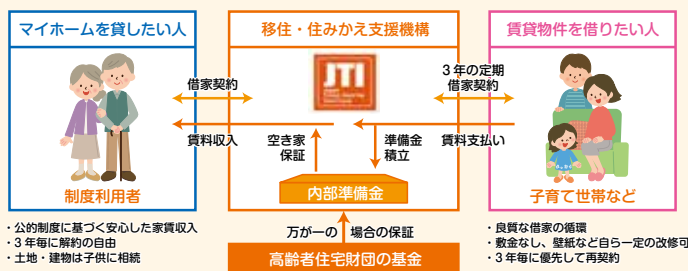 マイホームを貸したい人
移住・住みかえ支援機構
賃貸物件を借りたい人
JTI
借家契約
3年の定期
借家契約
賃料収入
空き家
保証
準備金
積立
賃料支払い
内部準備金
制度利用者
子育て世帯など
・公的制度に基づく安心した家賃収入
・3年毎に解約の自由
・土地・建物は子供に相続
万が一の 場合の保証
高齢者住宅財団の基金
・良質な借家の循環
・敷金なし、壁紙など自ら一定の改修可
・3年毎に優先して再契約